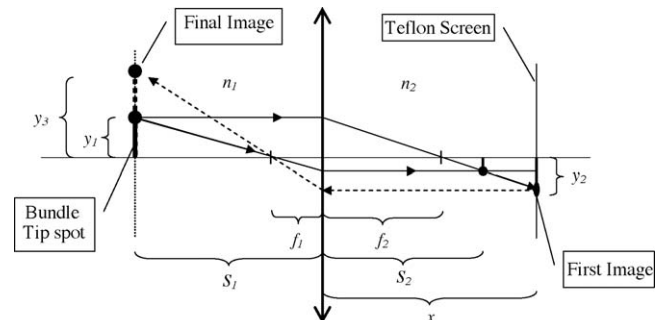 Final Image
Teflon Screen
n1
n2
y3
y1
y2
Bundle
Tip spot
f1
f2
S1
S2
First Image
x